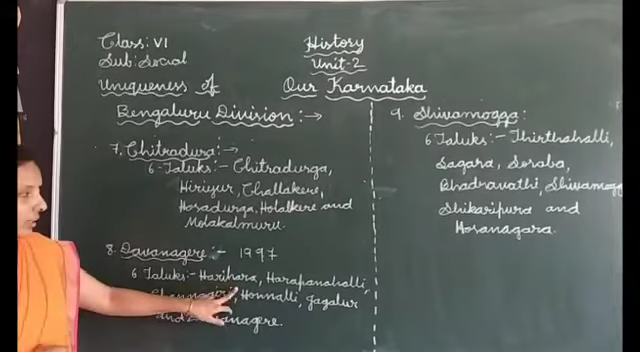 Class: VI
Sub: Social
History
Unit-2
Uniqueness of Our Karnataka
Bengaluru Division :→
7. Chitradura :→
6-Taluks :- Chitradurga,
Hiriyur, Challakere,
Hosadurga, Holalkere and
Molakalmuru.
8. Davanagere :- 1997
6 Taluks :- Harihara, Harapanahalli,
Honnalli, Jagalur
and
9. Shivamogga :
6 Taluks :- Thirthahalli,
Sagara, Soraba,
Bhadravathi, Shivamogga
Shikaripura and
Hosanagara.